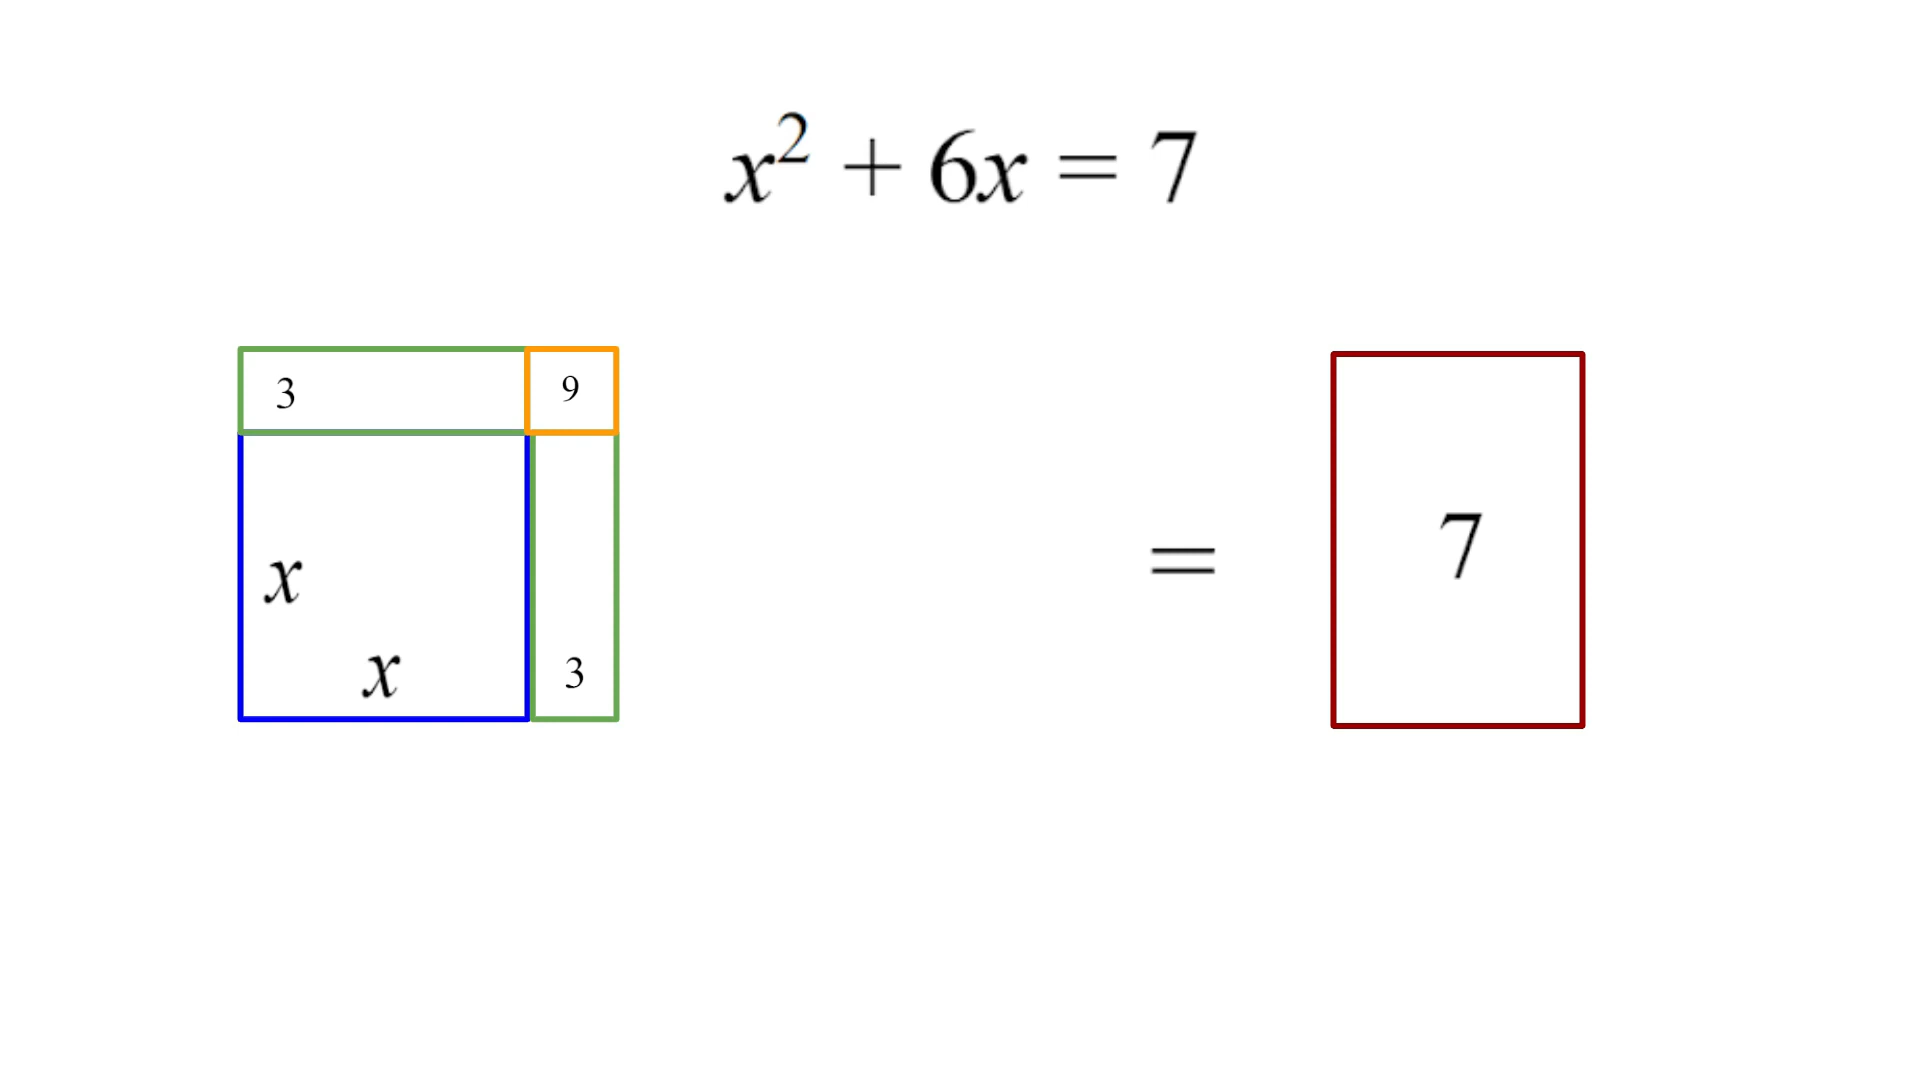 x² + 6x = 7
3
9
x
x
3
=
7